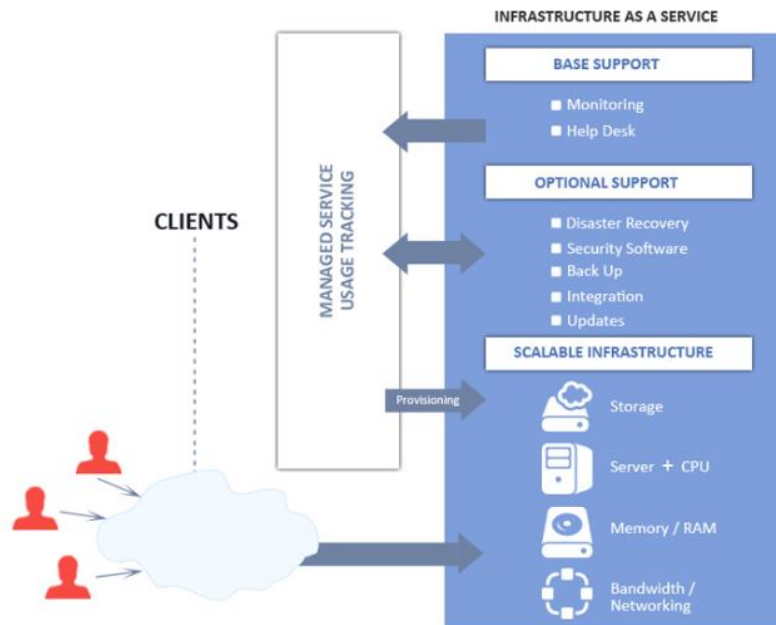 INFRASTRUCTURE AS A SERVICE
BASE SUPPORT
Monitoring
Help Desk
OPTIONAL SUPPORT
Disaster Recovery
Security Software
Back Up
Integration
Updates
SCALABLE INFRASTRUCTURE
Storage
Server + CPU
Memory / RAM
Bandwidth /
Networking
MANAGED SERVICE
USAGE TRACKING
Provisioning
CLIENTS